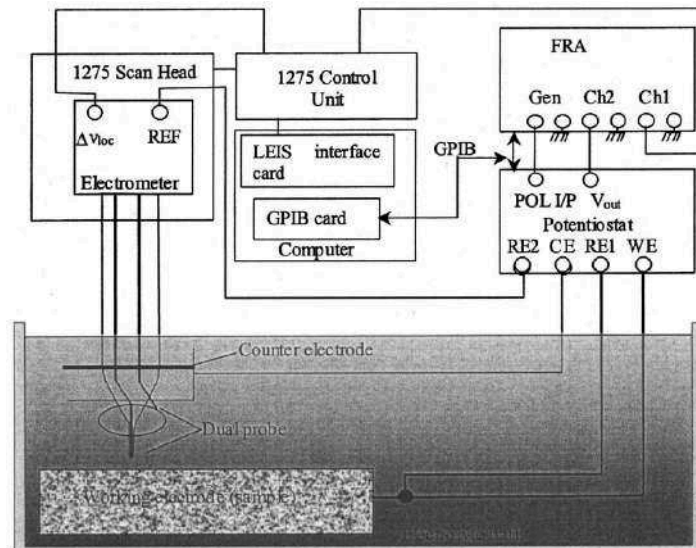 1275 Scan Head
ΔVloc
REF
Electrometer
1275 Control
Unit
LEIS interface
card
GPIB card
Computer
GPIB
FRA
Gen Ch2 Ch1
POL I/P Vout
Potentiostat
RE2 CE RE1 WE
Counter electrode
Dual probe
Working electrode (sample)